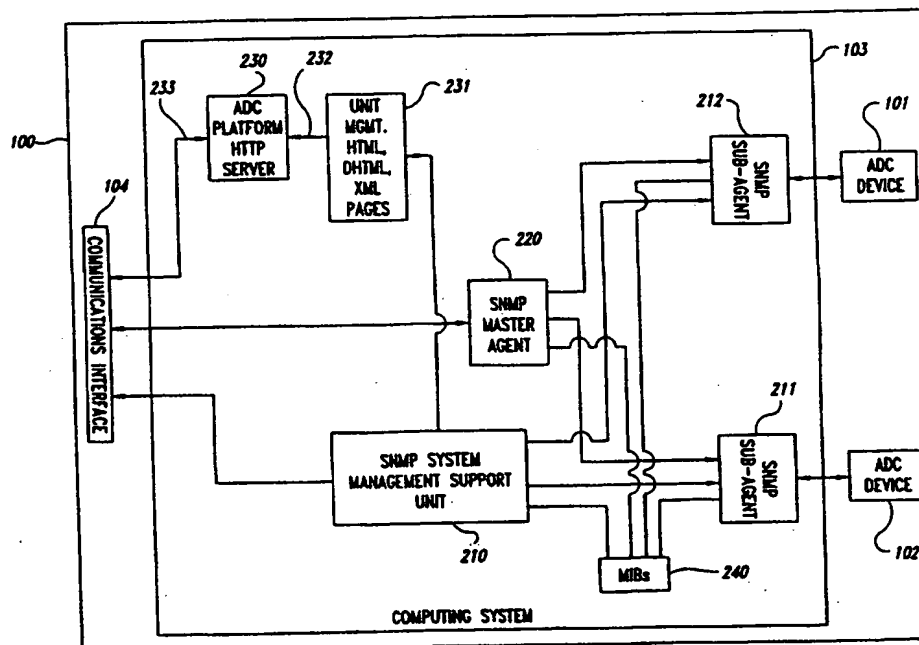 103
230
232
231
233
ADC
PLATFORM
HTTP
SERVER
UNIT
MGMT.
HTML,
DHTML,
XML
PAGES
212
SNMP
SUB-AGENT
101
ADC
DEVICE
100
104
COMMUNICATIONS INTERFACE
220
SNMP
MASTER
AGENT
211
SNMP
SUB-AGENT
ADC
DEVICE
102
SNMP SYSTEM
MANAGEMENT SUPPORT
UNIT
210
MIBs
240
COMPUTING SYSTEM